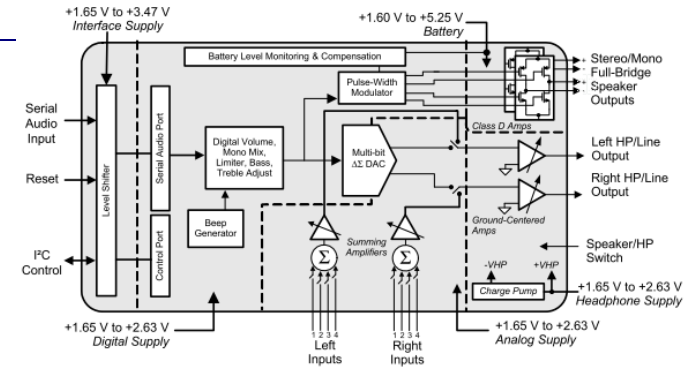 +1.65 V to +3.47 V
Interface Supply
+1.60 V to +5.25 V
Battery
Battery Level Monitoring & Compensation
Pulse-Width
Modulator
+
-
+
-
Stereo/Mono
Full-Bridge
Speaker
Outputs
Class D Amps
Serial
Audio
Input
Reset
I²C
Control
Level Shifter
Serial Audio Port
Control Port
Digital Volume,
Mono Mix,
Limiter, Bass,
Treble Adjust
Beep
Generator
Multi-bit
ΔΣ DAC
Left HP/Line
Output
Right HP/Line
Output
Ground-Centered
Amps
Summing
Amplifiers
Σ
Σ
1 2 3 4
Left
Inputs
1 2 3 4
Right
Inputs
Speaker/HP
Switch
-VHP
+VHP
Charge Pump
+1.65 V to +2.63 V
Headphone Supply
+1.65 V to +2.63 V
Digital Supply
+1.65 V to +2.63 V
Analog Supply